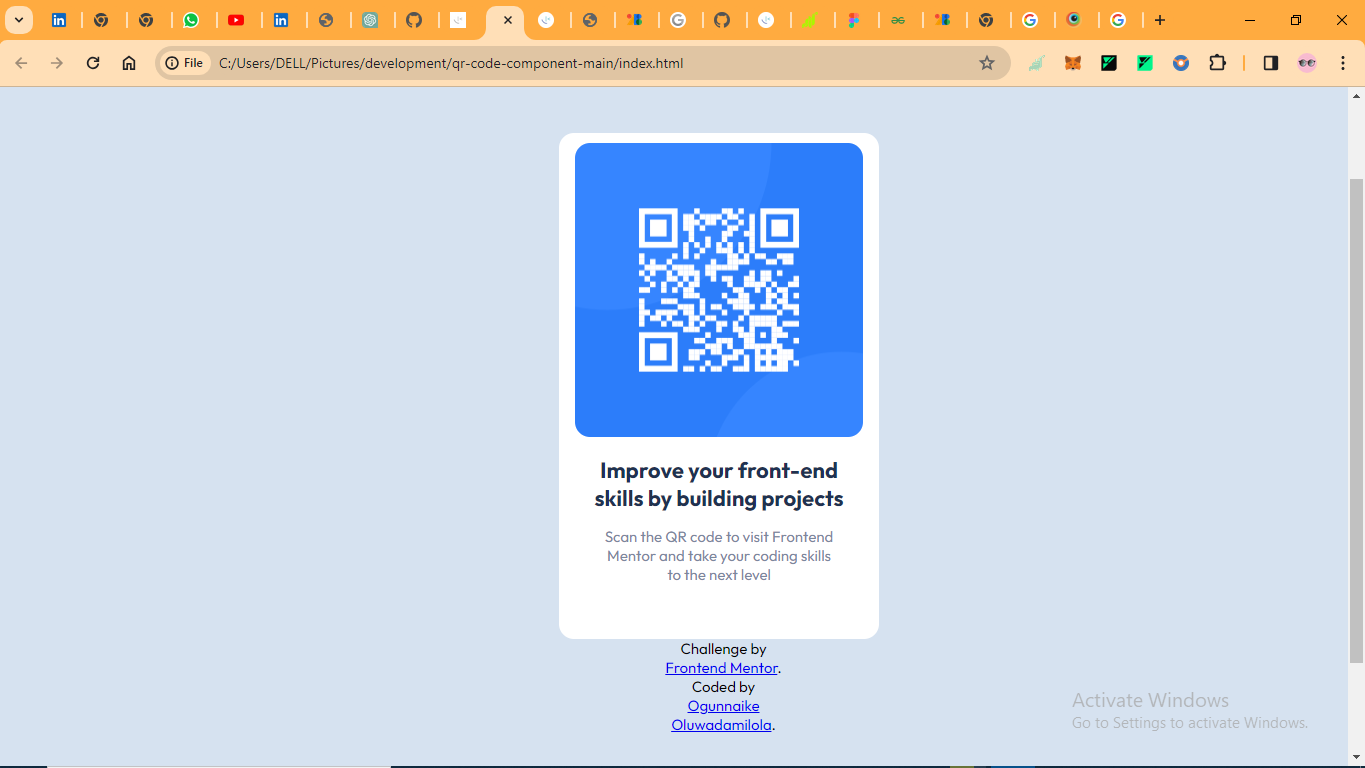 File
C:/Users/DELL/Pictures/development/qr-code-component-main/index.html
Improve your front-end
skills by building projects
Scan the QR code to visit Frontend
Mentor and take your coding skills
to the next level
Challenge by
Frontend Mentor.
Coded by
Ogunnaike
Oluwadamilola.
Activate Windows
Go to Settings to activate Windows.